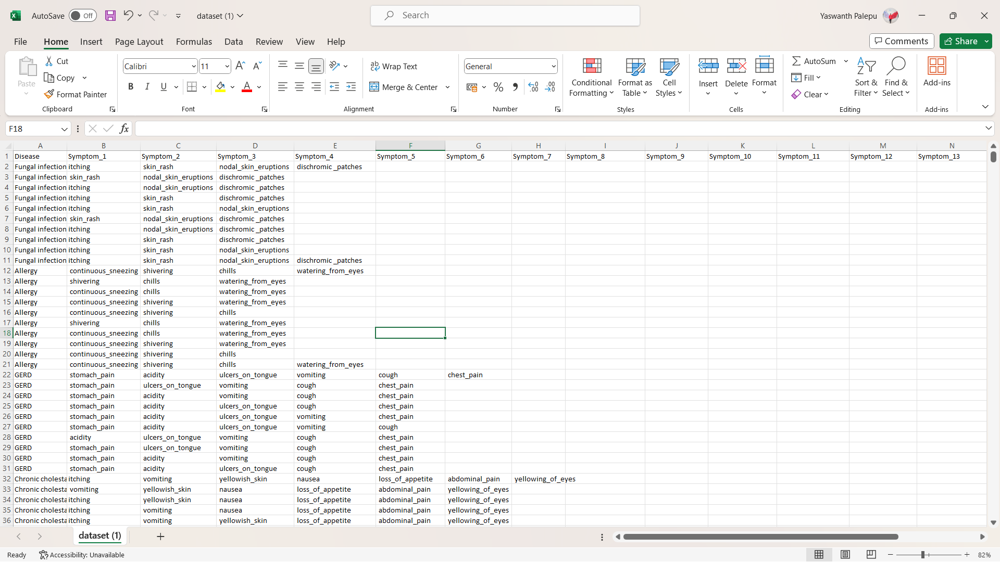 AutoSave Off dataset (1) Search Yaswanth Palepu
File Home Insert Page Layout Formulas Data Review View Help Comments Share
Paste Cut Copy Format Painter Clipboard
Calibri 11 B I U A Font
ab Wrap Text Merge & Center Alignment
General % Number
Conditional Formatting Format as Table Cell Styles Styles
Insert Delete Format Cells
AutoSum Fill Clear Sort & Filter Find & Select Editing
Add-ins Add-ins
F18 fx
A B C D E F G H I J K L M N
1 Disease Symptom_1 Symptom_2 Symptom_3 Symptom_4 Symptom_5 Symptom_6 Symptom_7 Symptom_8 Symptom_9 Symptom_10 Symptom_11 Symptom_12 Symptom_13
2 Fungal infection itching skin_rash nodal_skin_eruptions dischromic _patches
3 Fungal infection skin_rash nodal_skin_eruptions dischromic _patches
4 Fungal infection itching nodal_skin_eruptions dischromic _patches
5 Fungal infection itching skin_rash dischromic _patches
6 Fungal infection itching skin_rash nodal_skin_eruptions
7 Fungal infection skin_rash nodal_skin_eruptions dischromic _patches
8 Fungal infection itching nodal_skin_eruptions dischromic _patches
9 Fungal infection itching skin_rash dischromic _patches
10 Fungal infection itching skin_rash nodal_skin_eruptions
11 Fungal infection itching skin_rash nodal_skin_eruptions dischromic _patches
12 Allergy continuous_sneezing shivering chills watering_from_eyes
13 Allergy shivering chills watering_from_eyes
14 Allergy continuous_sneezing chills watering_from_eyes
15 Allergy continuous_sneezing shivering watering_from_eyes
16 Allergy continuous_sneezing shivering chills
17 Allergy shivering chills watering_from_eyes
18 Allergy continuous_sneezing chills watering_from_eyes
19 Allergy continuous_sneezing shivering watering_from_eyes
20 Allergy continuous_sneezing shivering chills
21 Allergy continuous_sneezing shivering chills watering_from_eyes
22 GERD stomach_pain acidity ulcers_on_tongue vomiting cough chest_pain
23 GERD stomach_pain ulcers_on_tongue vomiting cough chest_pain
24 GERD stomach_pain acidity vomiting cough chest_pain
25 GERD stomach_pain acidity ulcers_on_tongue cough chest_pain
26 GERD stomach_pain acidity ulcers_on_tongue vomiting chest_pain
27 GERD stomach_pain acidity ulcers_on_tongue vomiting cough
28 GERD acidity ulcers_on_tongue vomiting cough chest_pain
29 GERD stomach_pain ulcers_on_tongue vomiting cough chest_pain
30 GERD stomach_pain acidity vomiting cough chest_pain
31 GERD stomach_pain acidity ulcers_on_tongue cough chest_pain
32 Chronic cholesta itching vomiting yellowish_skin nausea loss_of_appetite abdominal_pain yellowing_of_eyes
33 Chronic cholesta vomiting yellowish_skin nausea loss_of_appetite abdominal_pain yellowing_of_eyes
34 Chronic cholesta itching yellowish_skin nausea loss_of_appetite abdominal_pain yellowing_of_eyes
35 Chronic cholesta itching vomiting nausea loss_of_appetite abdominal_pain yellowing_of_eyes
36 Chronic cholesta itching vomiting yellowish_skin loss_of_appetite abdominal_pain yellowing_of_eyes
dataset (1)
Ready Accessibility: Unavailable 82%